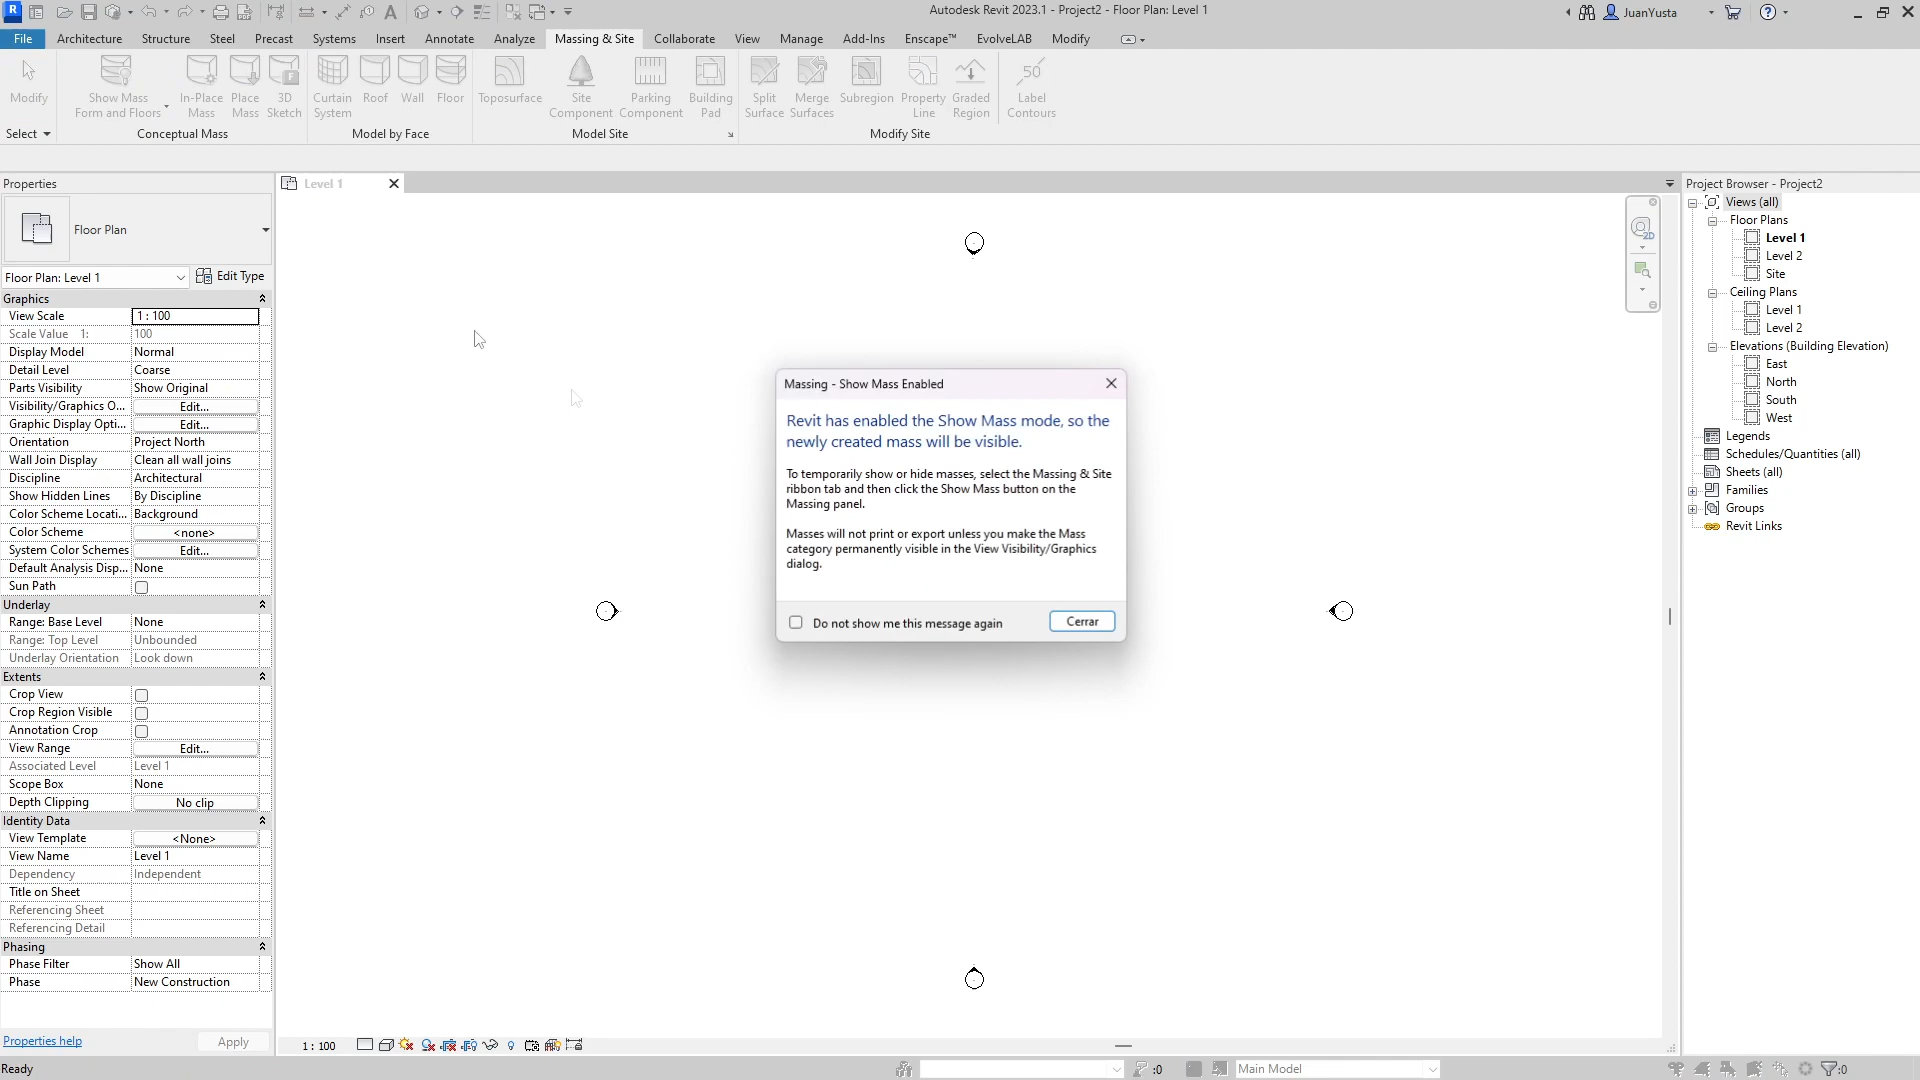 Autodesk Revit 2023.1 - Project2 - Floor Plan: Level 1
JuanYusta
File
Architecture
Structure
Steel
Precast
Systems
Insert
Annotate
Analyze
Massing & Site
Collaborate
View
Manage
Add-Ins
Enscape™
EvolveLAB
Modify
Modify
Show Mass
Form and Floors
In-Place
Mass
Place
Mass
3D
Sketch
Curtain
System
Roof
Wall
Floor
Toposurface
Site
Component
Parking
Component
Building
Pad
Split
Surface
Merge
Surfaces
Subregion
Property
Line
Graded
Region
50
Label
Contours
Select
Conceptual Mass
Model by Face
Model Site
Modify Site
Properties
Floor Plan
Floor Plan: Level 1
Edit Type
Graphics
View Scale 1 : 100
Scale Value 1: 100
Display Model Normal
Detail Level Coarse
Parts Visibility Show Original
Visibility/Graphics O... Edit...
Graphic Display Opti... Edit...
Orientation Project North
Wall Join Display Clean all wall joins
Discipline Architectural
Show Hidden Lines By Discipline
Color Scheme Locati... Background
Color Scheme <none>
System Color Schemes Edit...
Default Analysis Disp... None
Sun Path
Underlay
Range: Base Level None
Range: Top Level Unbounded
Underlay Orientation Look down
Extents
Crop View
Crop Region Visible
Annotation Crop
View Range Edit...
Associated Level Level 1
Scope Box None
Depth Clipping No clip
Identity Data
View Template <None>
View Name Level 1
Dependency Independent
Title on Sheet
Referencing Sheet
Referencing Detail
Phasing
Phase Filter Show All
Phase New Construction
Properties help
Apply
Level 1
2D
Massing - Show Mass Enabled
Revit has enabled the Show Mass mode, so the
newly created mass will be visible.
To temporarily show or hide masses, select the Massing & Site
ribbon tab and then click the Show Mass button on the
Massing panel.
Masses will not print or export unless you make the Mass
category permanently visible in the View Visibility/Graphics
dialog.
Do not show me this message again
Cerrar
Project Browser - Project2
Views (all)
Floor Plans
Level 1
Level 2
Site
Ceiling Plans
Level 1
Level 2
Elevations (Building Elevation)
East
North
South
West
Legends
Schedules/Quantities (all)
Sheets (all)
Families
Groups
Revit Links
1 : 100
Ready
:0
Main Model
:0